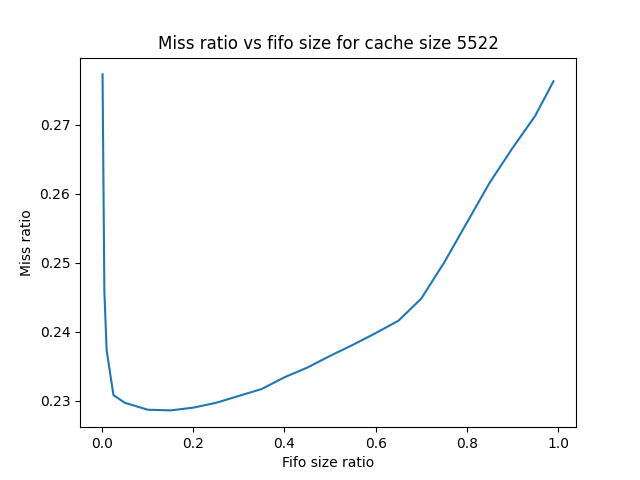 Miss ratio vs fifo size for cache size 5522
Miss ratio
0.27
0.26
0.25
0.24
0.23
0.0 0.2 0.4 0.6 0.8 1.0
Fifo size ratio